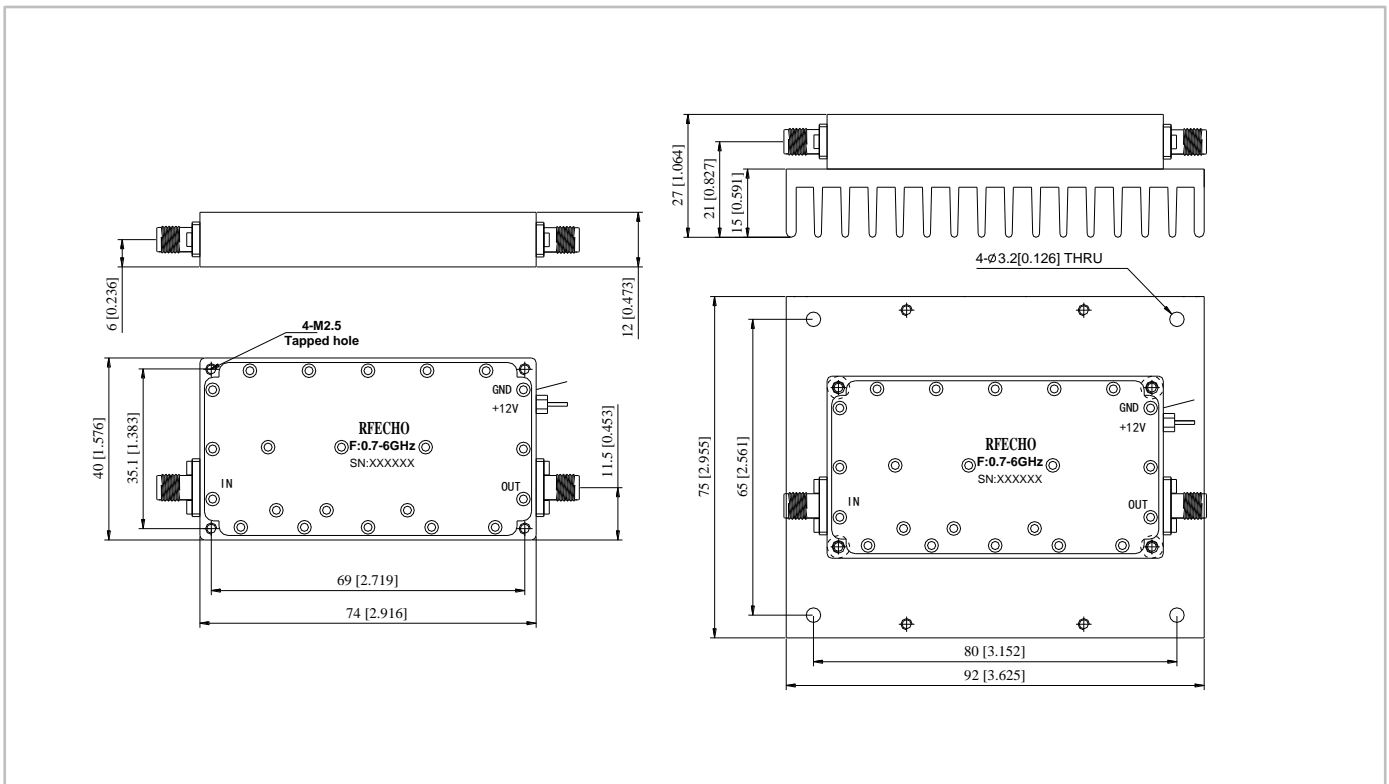 6 [0.236]
12 [0.473]
4-M2.5
Tapped hole
40 [1.576]
35.1 [1.383]
GND
+12V
RFECHO
F:0.7-6GHz
SN:XXXXXX
IN
OUT
11.5 [0.453]
69 [2.719]
74 [2.916]
27 [1.064]
21 [0.827]
15 [0.591]
4-Ø3.2[0.126] THRU
75 [2.955]
65 [2.561]
GND
+12V
RFECHO
F:0.7-6GHz
SN:XXXXXX
IN
OUT
80 [3.152]
92 [3.625]